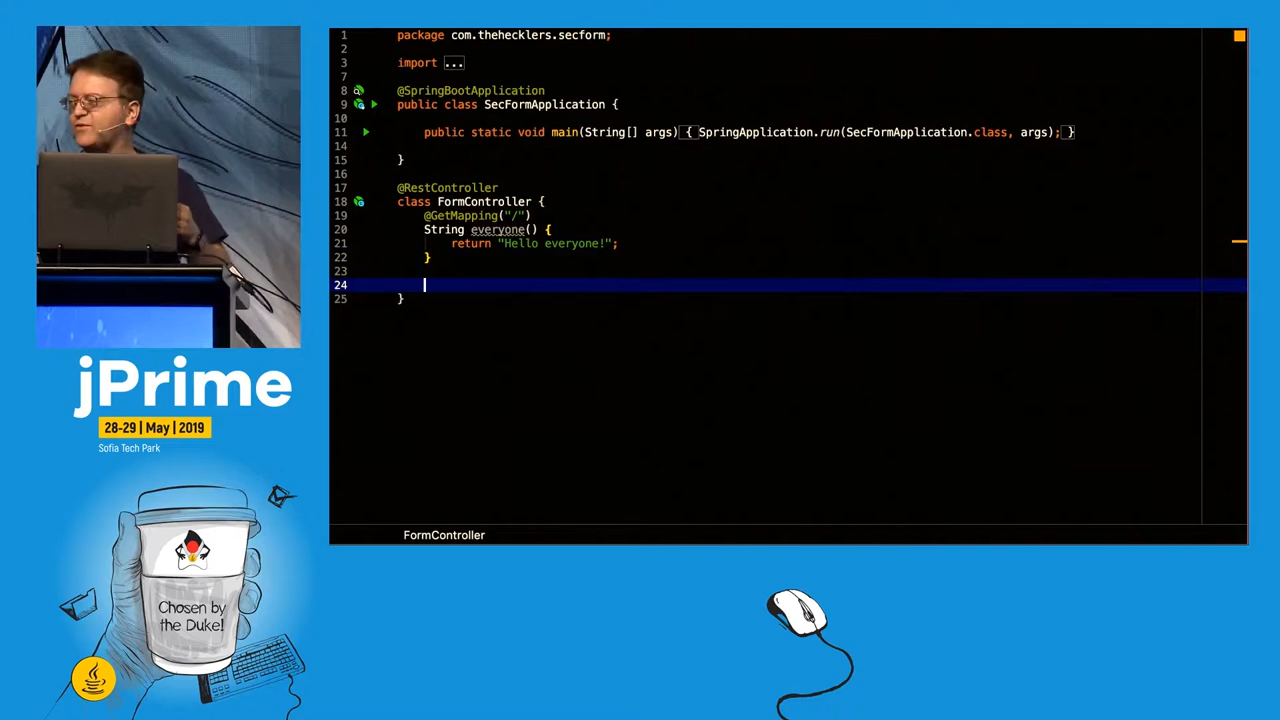 1 package com.thehecklers.secform;
2
3 import ...
7
8 @SpringBootApplication
9 public class SecFormApplication {
10
11 public static void main(String[] args) { SpringApplication.run(SecFormApplication.class, args); }
14
15 }
16
17 @RestController
18 class FormController {
19 @GetMapping("/")
20 String everyone() {
21 return "Hello everyone!";
22 }
23
24
25 }
FormController
jPrime
28-29 | May | 2019
Sofia Tech Park
Chosen by
the Duke!